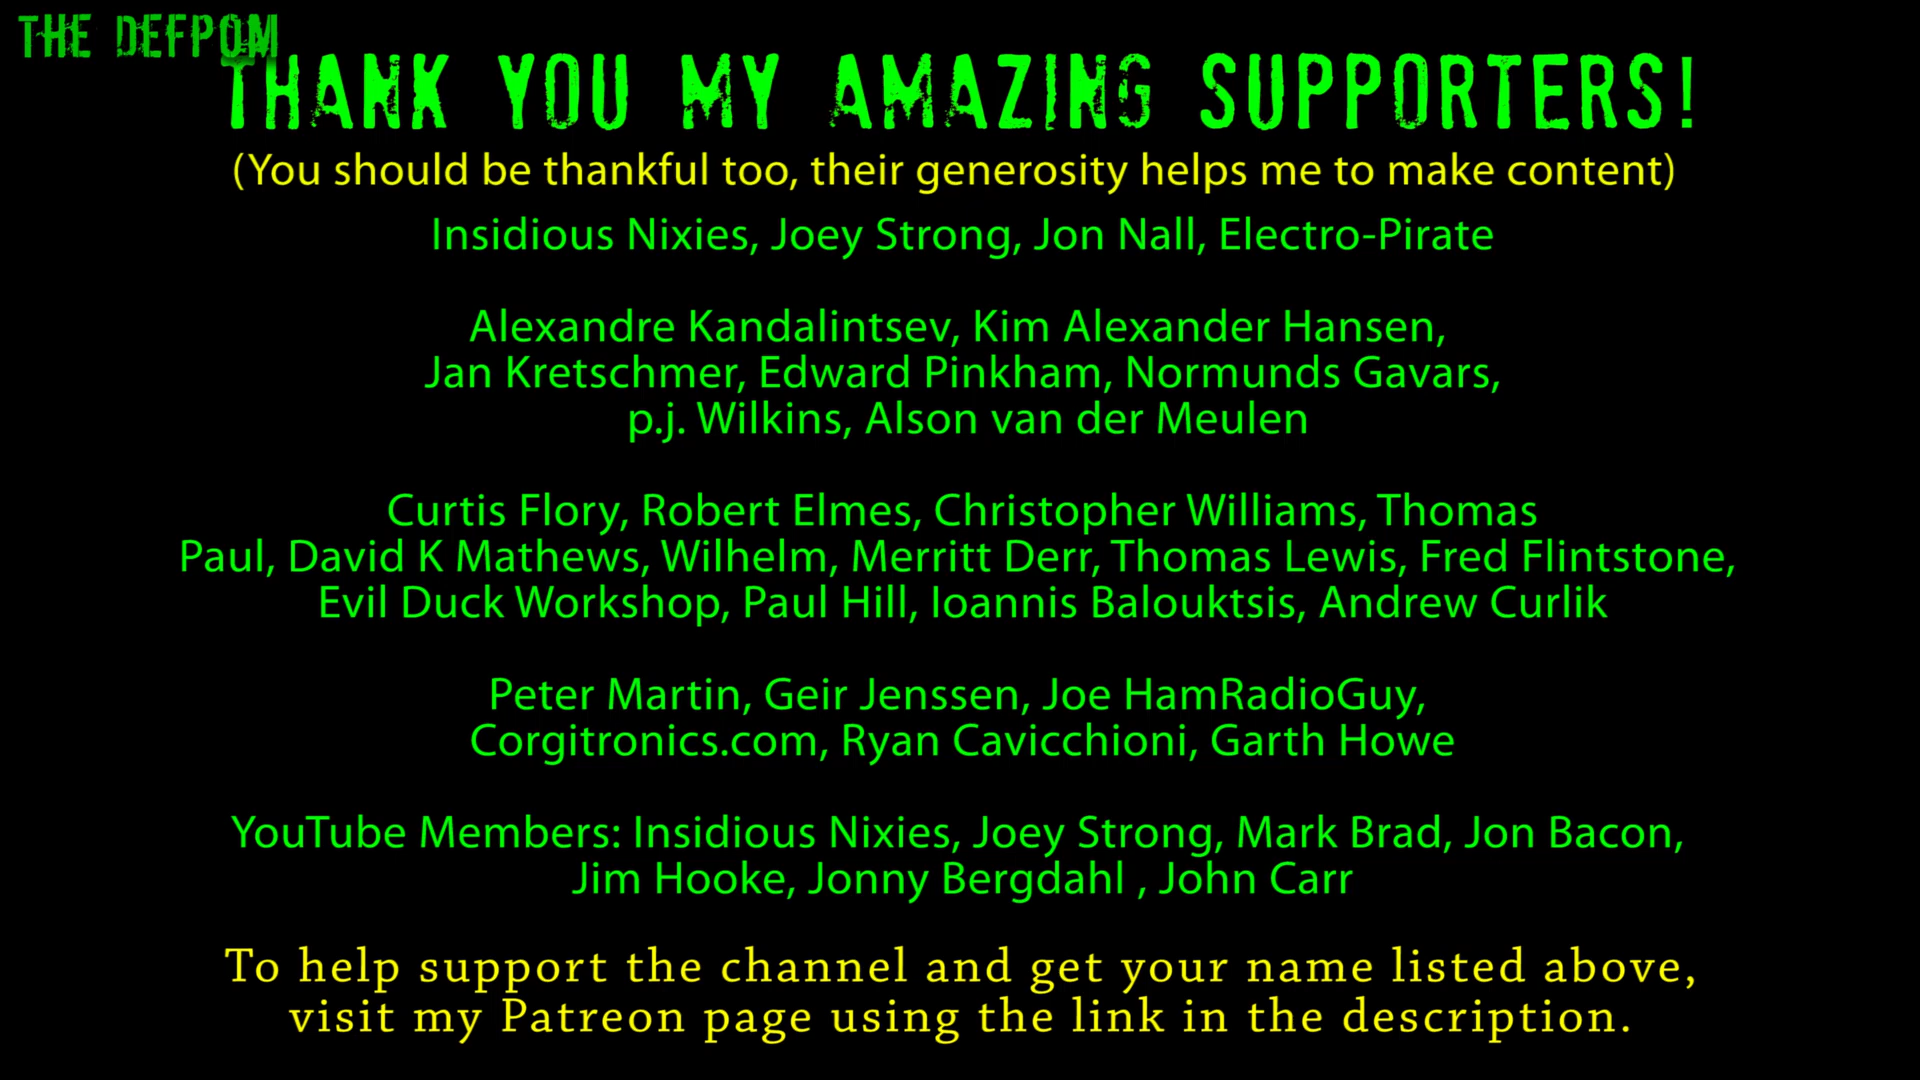 THE DEFPOM
THANK YOU MY AMAZING SUPPORTERS!
(You should be thankful too, their generosity helps me to make content)
Insidious Nixies, Joey Strong, Jon Nall, Electro-Pirate
Alexandre Kandalintsev, Kim Alexander Hansen,
Jan Kretschmer, Edward Pinkham, Normunds Gavars,
p.j. Wilkins, Alson van der Meulen
Curtis Flory, Robert Elmes, Christopher Williams, Thomas
Paul, David K Mathews, Wilhelm, Merritt Derr, Thomas Lewis, Fred Flintstone,
Evil Duck Workshop, Paul Hill, Ioannis Balouktsis, Andrew Curlik
Peter Martin, Geir Jenssen, Joe HamRadioGuy,
Corgitronics.com, Ryan Cavicchioni, Garth Howe
YouTube Members: Insidious Nixies, Joey Strong, Mark Brad, Jon Bacon,
Jim Hooke, Jonny Bergdahl , John Carr
To help support the channel and get your name listed above,
visit my Patreon page using the link in the description.